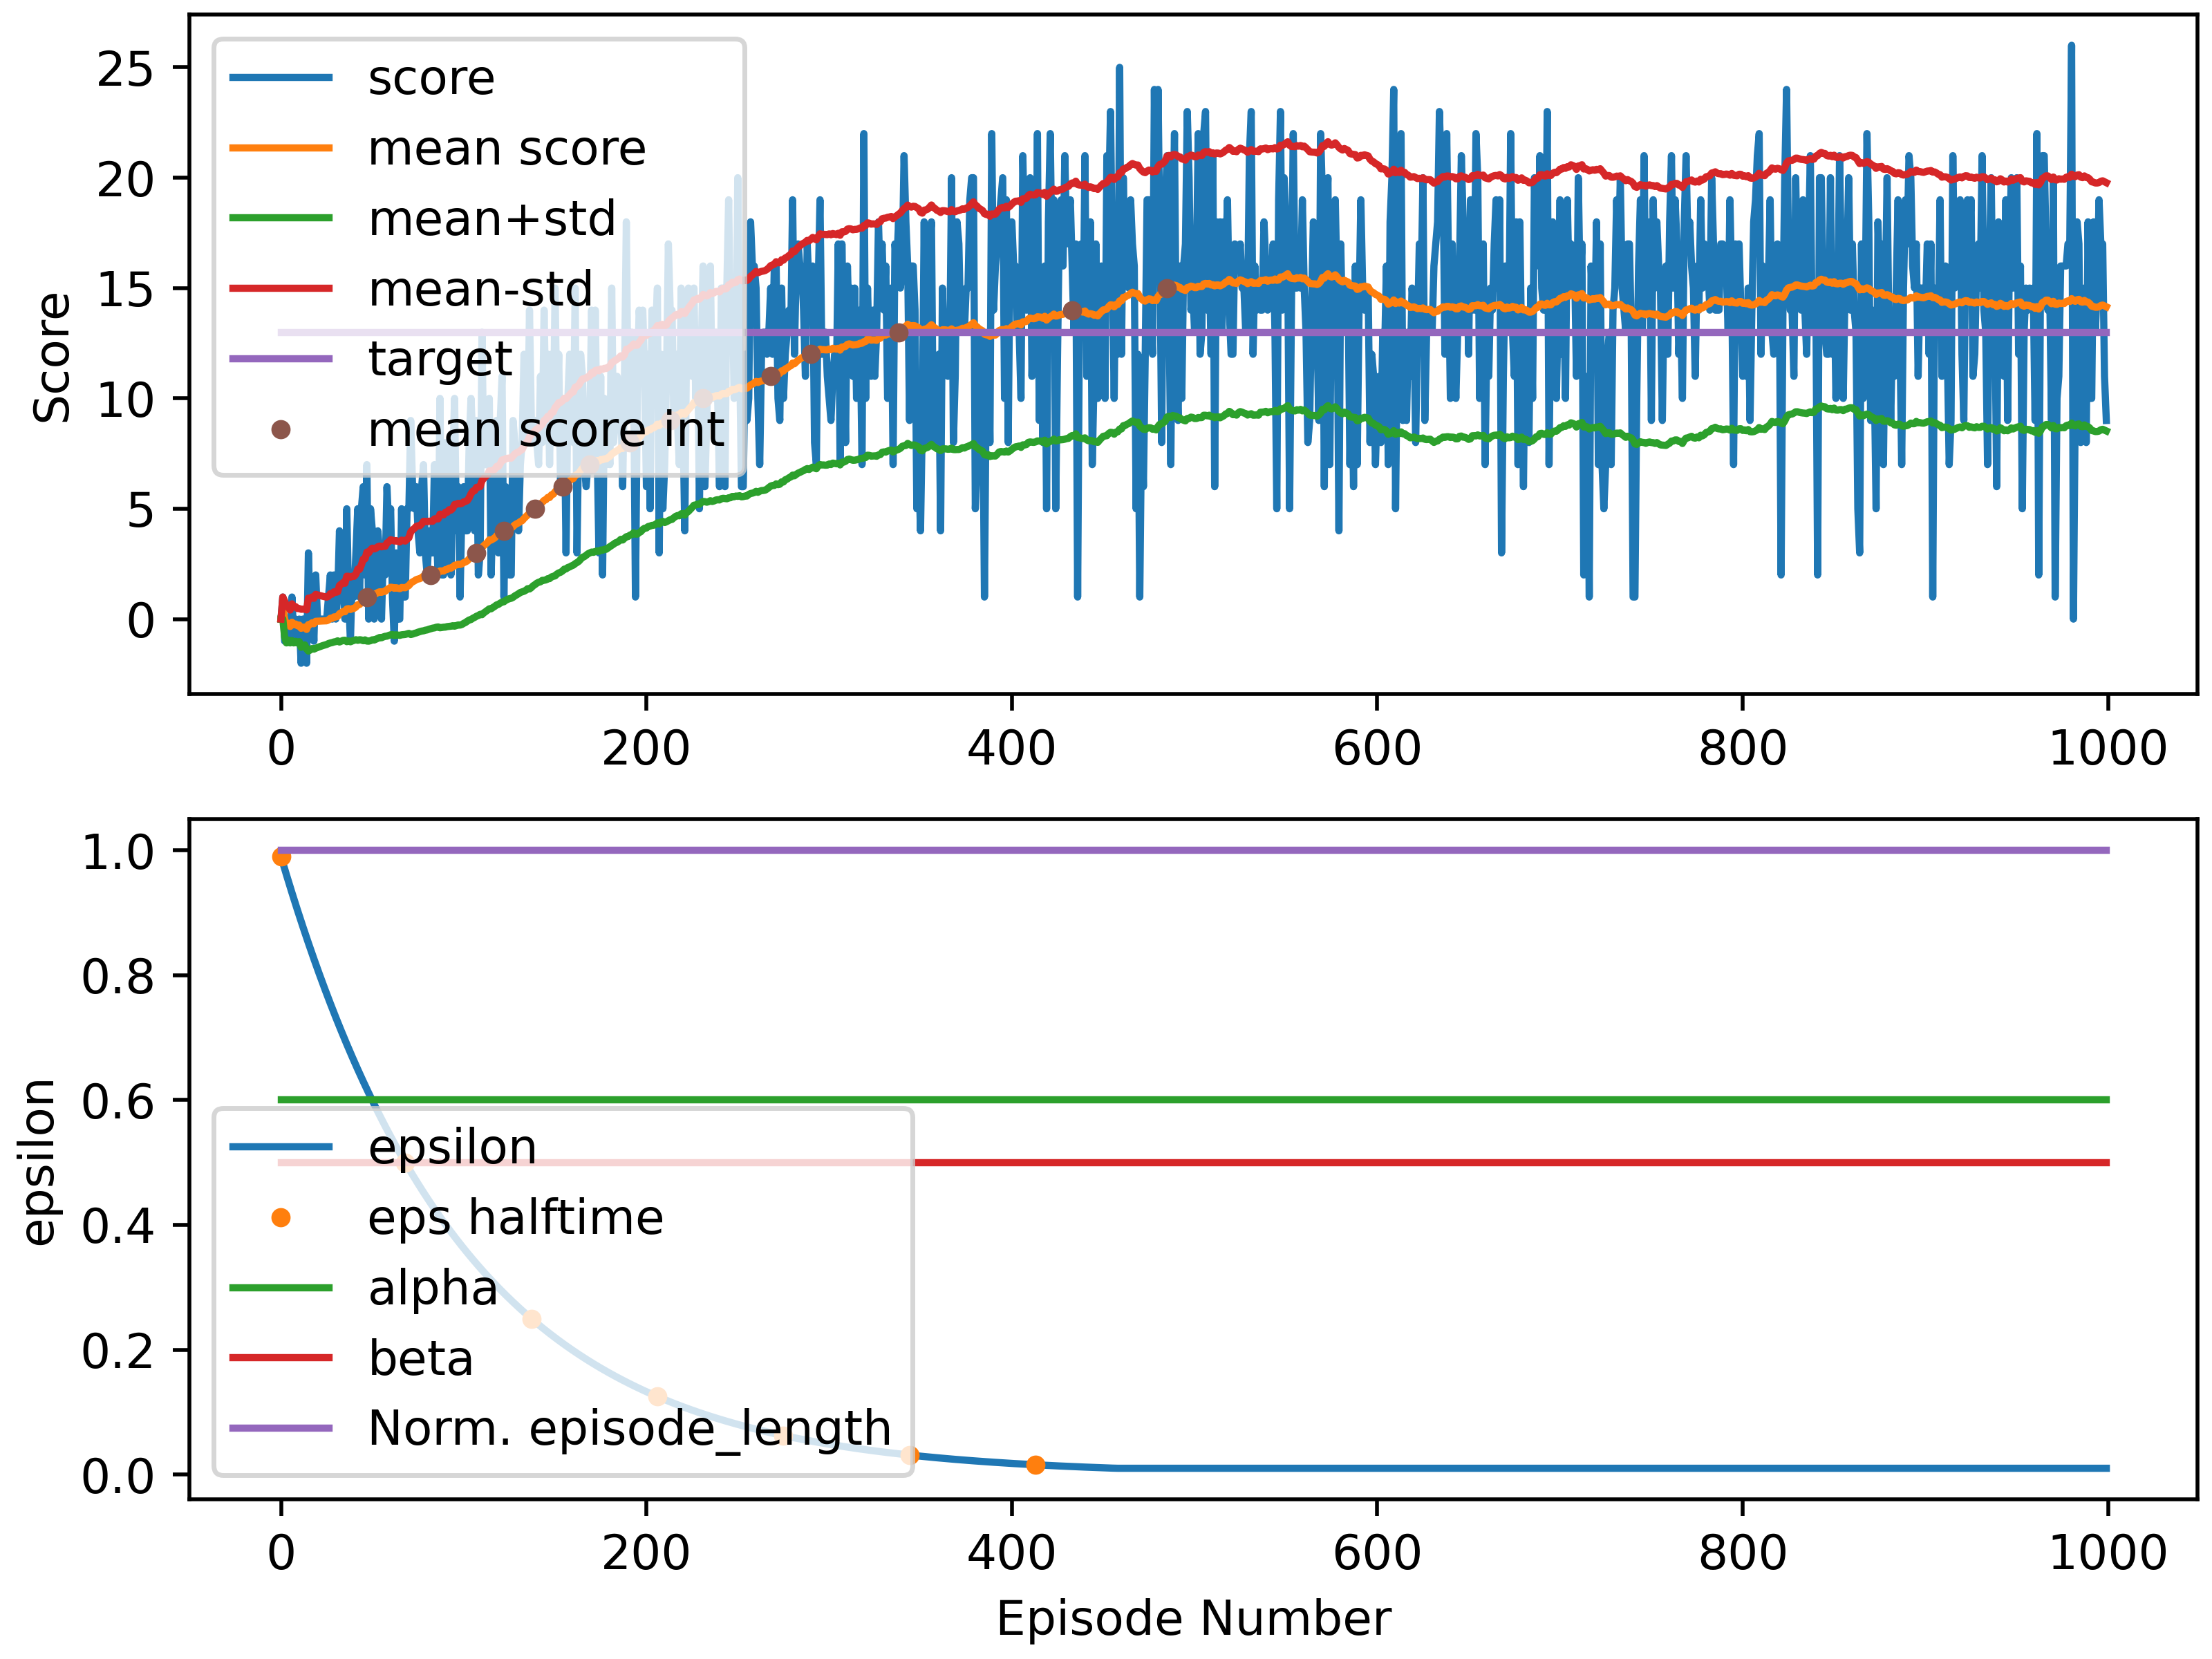 25
20
15
10
5
0
Score
score
mean score
mean+std
mean-std
target
mean score int
0 200 400 600 800 1000
1.0
0.8
0.6
0.4
0.2
0.0
epsilon
epsilon
eps halftime
alpha
beta
Norm. episode_length
0 200 400 600 800 1000
Episode Number